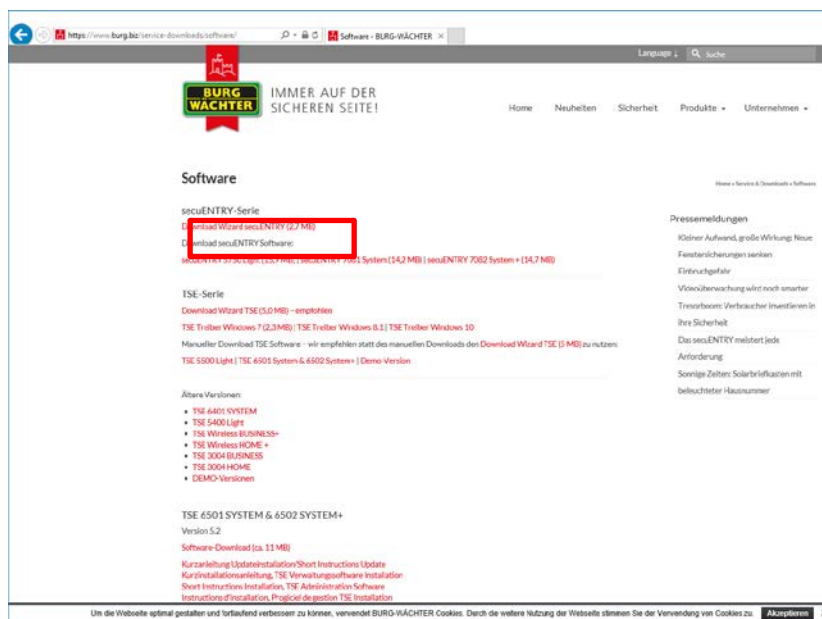 https://www.burg.biz/service-downloads/software/
Software - BURG-WÄCHTER
Language
Suche
BURG
WÄCHTER
IMMER AUF DER
SICHEREN SEITE!
Home Neuheiten Sicherheit Produkte Unternehmen
Software
Home » Service & Downloads » Software
secuENTRY-Serie
Download Wizard secuENTRY (2,7 MB)
Download secuENTRY Software:
secuENTRY 5750 Light (13,9 MB) | secuENTRY 7081 System (14,2 MB) | secuENTRY 7082 System + (14,7 MB)
TSE-Serie
Download Wizard TSE (5,0 MB) – empfohlen
TSE Treiber Windows 7 (2,3 MB) | TSE Treiber Windows 8.1 | TSE Treiber Windows 10
Manueller Download TSE Software – wir empfehlen statt des manuellen Downloads den Download Wizard TSE (5 MB) zu nutzen:
TSE 5500 Light | TSE 6501 System & 6502 System+ | Demo-Version
Ältere Versionen:
TSE 6401 SYSTEM
TSE 5400 Light
TSE Wireless BUSINESS+
TSE Wireless HOME +
TSE 3004 BUSINESS
TSE 3004 HOME
DEMO-Versionen
TSE 6501 SYSTEM & 6502 SYSTEM+
Version 5.2
Software-Download (ca. 11 MB)
Kurzanleitung Updateinstallation/Short Instructions Update
Kurzinstallationsanleitung, TSE Verwaltungssoftware Installation
Short Instructions Installation, TSE Administration Software
Instructions d'installation, Progiciel de gestion TSE Installation
Pressemeldungen
Kleiner Aufwand, große Wirkung: Neue
Fenstersicherungen senken
Einbruchgefahr
Videoüberwachung wird noch smarter
Tresorboom: Verbraucher investieren in
ihre Sicherheit
Das secuENTRY meistert jede
Anforderung
Sonnige Zeiten: Solarbriefkasten mit
beleuchteter Hausnummer
Um die Webseite optimal gestalten und fortlaufend verbessern zu können, verwendet BURG-WÄCHTER Cookies. Durch die weitere Nutzung der Webseite stimmen Sie der Verwendung von Cookies zu. Akzeptieren